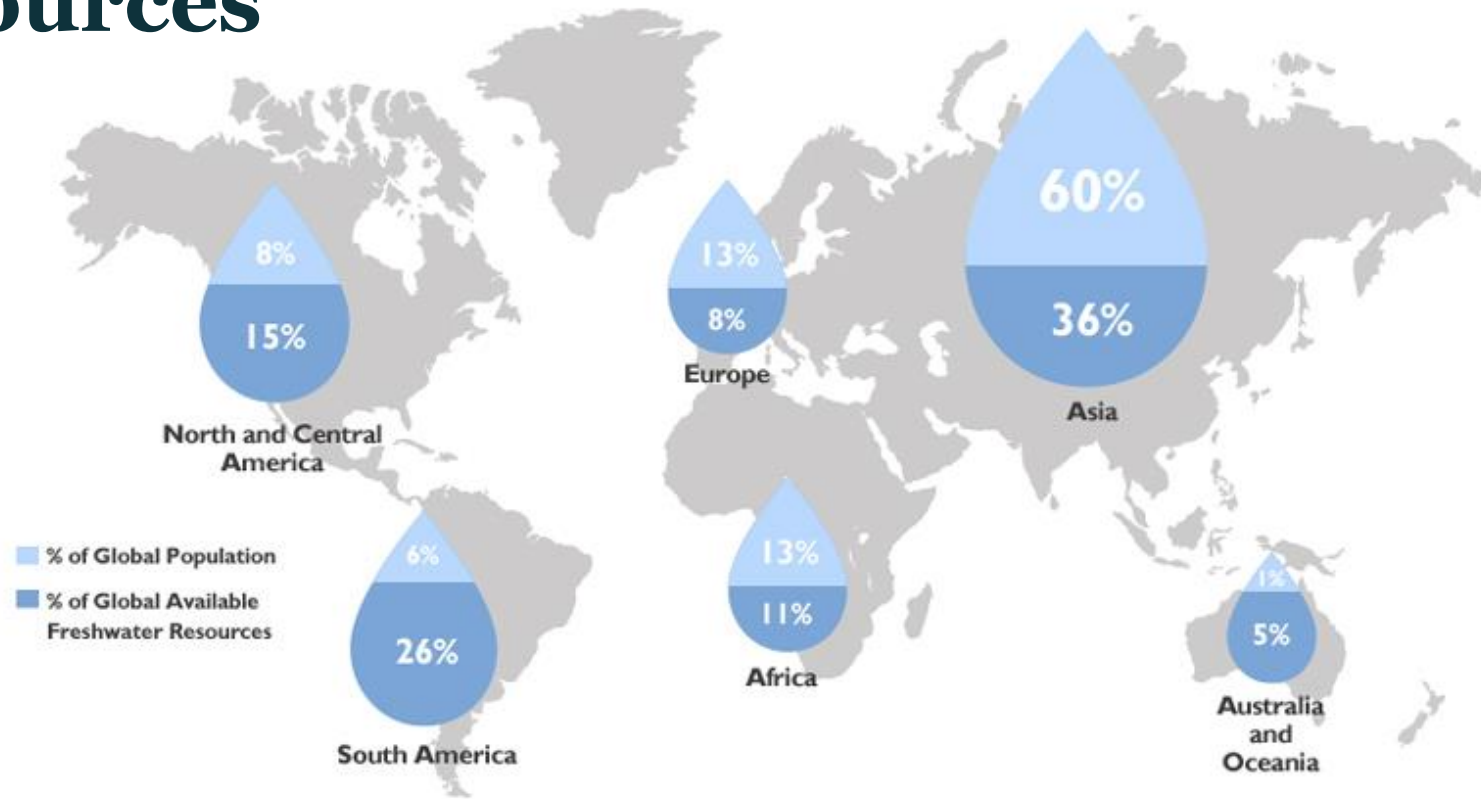 ources
8%
15%
North and Central
America
13%
8%
Europe
60%
36%
Asia
% of Global Population
% of Global Available
Freshwater Resources
6%
26%
South America
13%
11%
Africa
1%
5%
Australia
and
Oceania